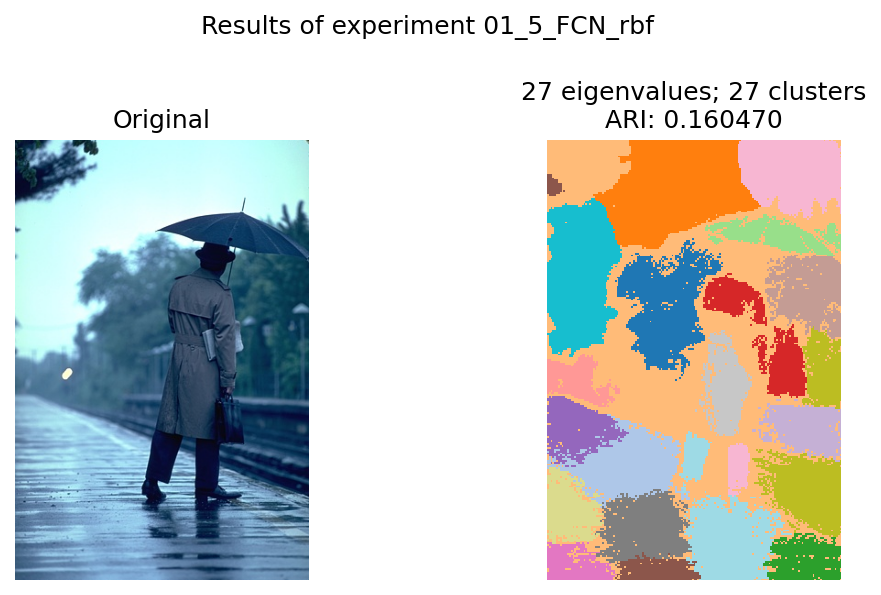 Results of experiment 01_5_FCN_rbf
Original
27 eigenvalues; 27 clusters
ARI: 0.160470